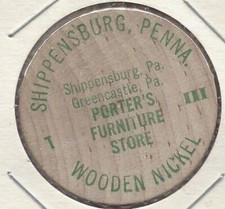 SHIPPENSBURG, PENNA.
Shippensburg, Pa.
Greencastle, Pa.
PORTER'S
FURNITURE
STORE
WOODEN NICKEL